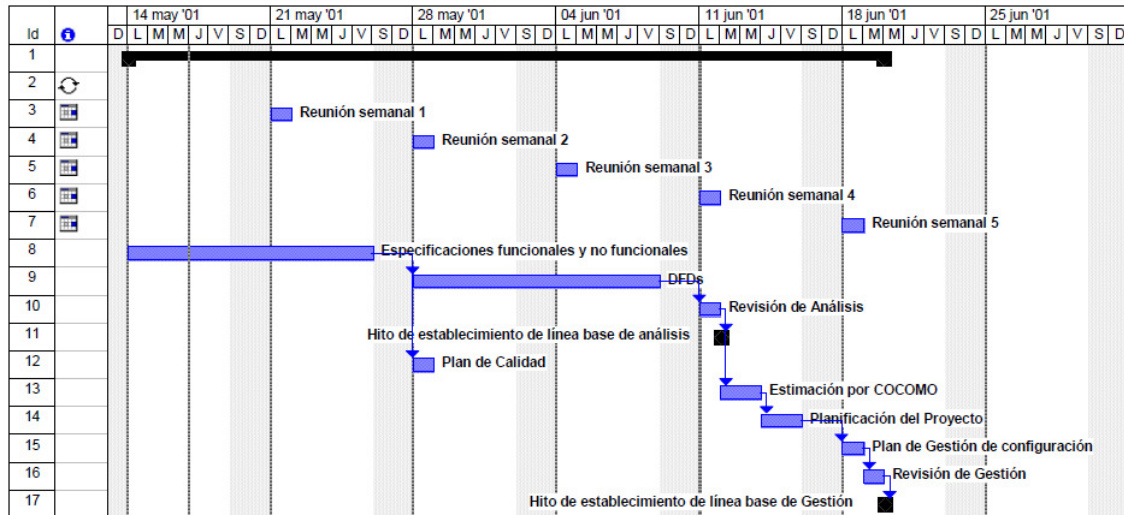 14 may '01 21 may '01 28 may '01 04 jun '01 11 jun '01 18 jun '01 25 jun '01
Id D L M M J V S D L M M J V S D L M M J V S D L M M J V S D L M M J V S D L M M J V S D L M M J V S D
1
2
3 Reunión semanal 1
4 Reunión semanal 2
5 Reunión semanal 3
6 Reunión semanal 4
7 Reunión semanal 5
8 Especificaciones funcionales y no funcionales
9 DFDs
10 Revisión de Análisis
11 Hito de establecimiento de línea base de análisis
12 Plan de Calidad
13 Estimación por COCOMO
14 Planificación del Proyecto
15 Plan de Gestión de configuración
16 Revisión de Gestión
17 Hito de establecimiento de línea base de Gestión